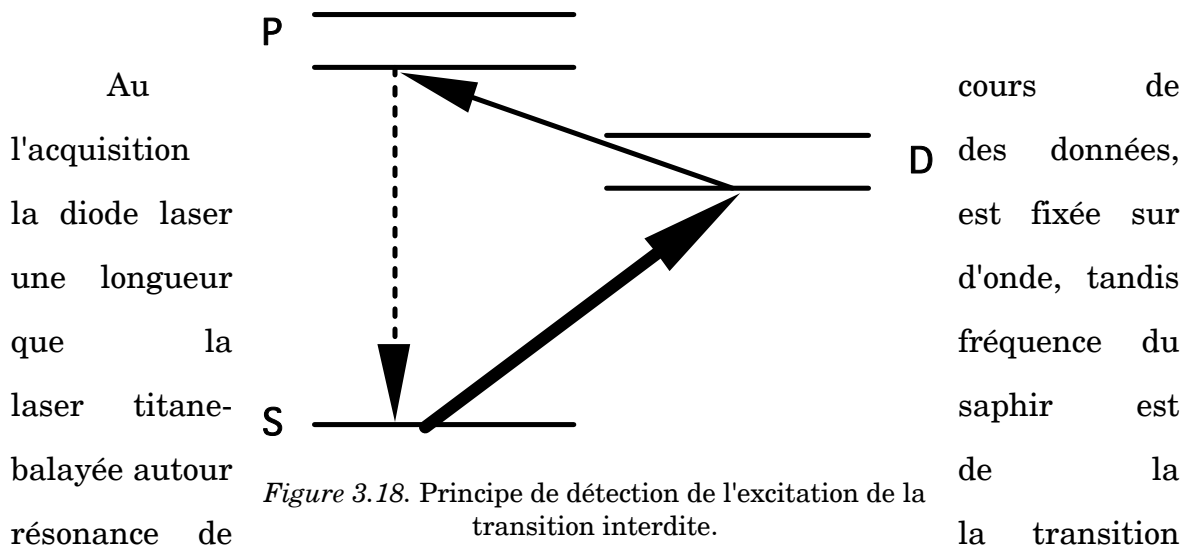 P
Au cours de
l'acquisition des données,
D
la diode laser est fixée sur
une longueur d'onde, tandis
que la fréquence du
laser titane- saphir est
S
balayée autour de la
résonance de la transition
Figure 3.18. Principe de détection de l'excitation de la
transition interdite.